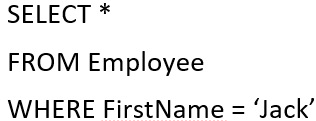 SELECT *
FROM Employee
WHERE FirstName = ‘Jack’